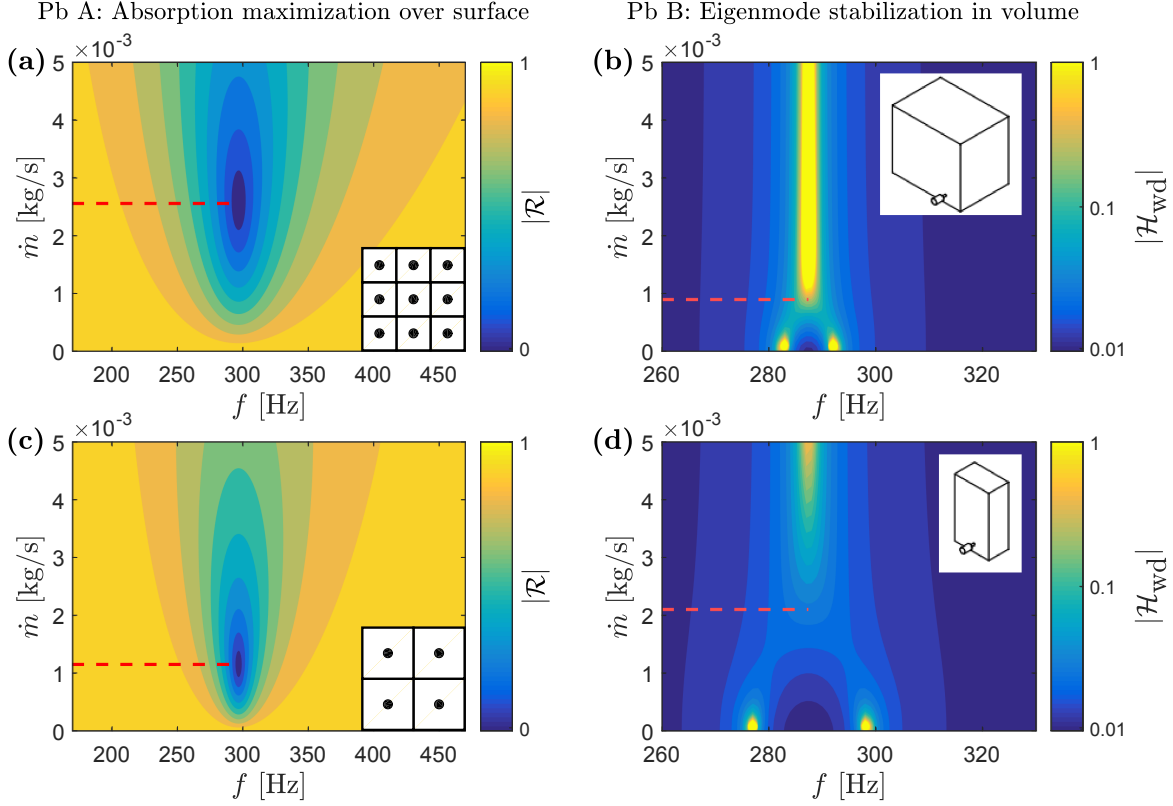 Pb A: Absorption maximization over surface
Pb B: Eigenmode stabilization in volume
(a)
×10⁻³
5
4
3
2
1
0
ṁ [kg/s]
200 250 300 350 400 450
f [Hz]
1
0
|R|
(b)
×10⁻³
5
4
3
2
1
0
ṁ [kg/s]
260 280 300 320
f [Hz]
1
0.1
0.01
|H_wd|
(c)
×10⁻³
5
4
3
2
1
0
ṁ [kg/s]
200 250 300 350 400 450
f [Hz]
1
0
|R|
(d)
×10⁻³
5
4
3
2
1
0
ṁ [kg/s]
260 280 300 320
f [Hz]
1
0.1
0.01
|H_wd|